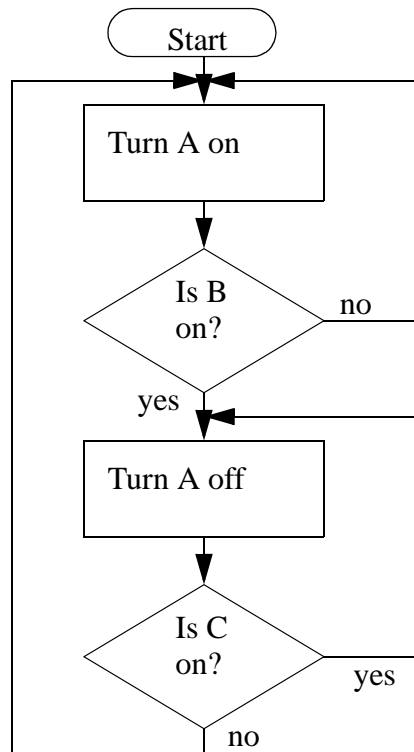 Start
Turn A on
Is B
on?
no
yes
Turn A off
Is C
on?
yes
no